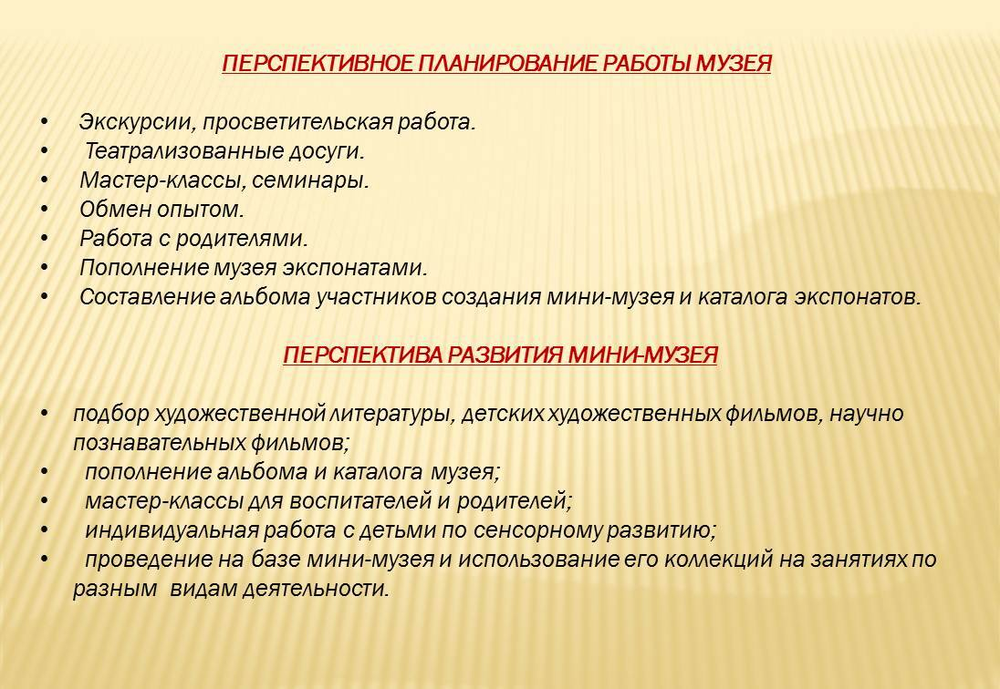 ПЕРСПЕКТИВНОЕ ПЛАНИРОВАНИЕ РАБОТЫ МУЗЕЯ
• Экскурсии, просветительская работа.
• Театрализованные досуги.
• Мастер-классы, семинары.
• Обмен опытом.
• Работа с родителями.
• Пополнение музея экспонатами.
• Составление альбома участников создания мини-музея и каталога экспонатов.
ПЕРСПЕКТИВА РАЗВИТИЯ МИНИ-МУЗЕЯ
• подбор художественной литературы, детских художественных фильмов, научно
познавательных фильмов;
• пополнение альбома и каталога музея;
• мастер-классы для воспитателей и родителей;
• индивидуальная работа с детьми по сенсорному развитию;
• проведение на базе мини-музея и использование его коллекций на занятиях по
разным видам деятельности.